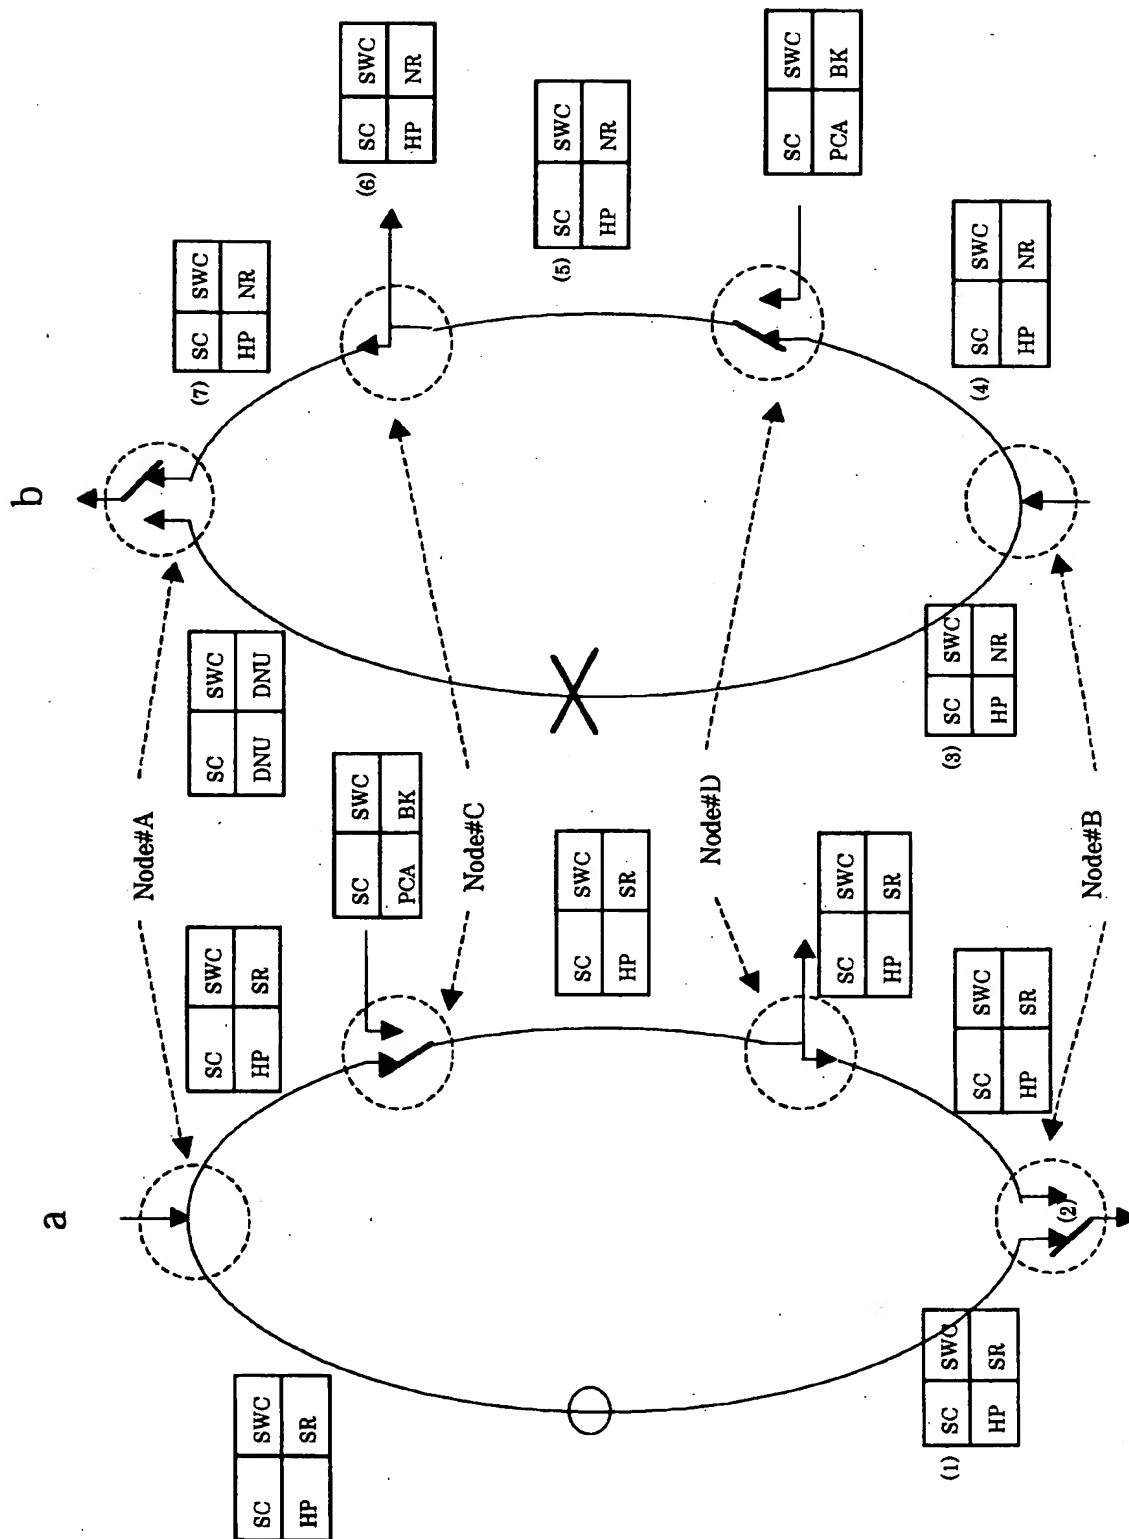 a
b
SC SWC
HP SR
SC SWC
HP SR
Node#A
SC SWC
DNU DNU
(7)
SC SWC
HP NR
SC SWC
PCA BK
Node#C
(6)
SC SWC
HP NR
SC SWC
HP SR
(5)
SC SWC
HP NR
Node#D
SC SWC
HP SR
SC SWC
PCA BK
(1)
SC SWC
HP SR
SC SWC
HP SR
(3)
SC SWC
HP NR
(4)
SC SWC
HP NR
(2)
Node#B